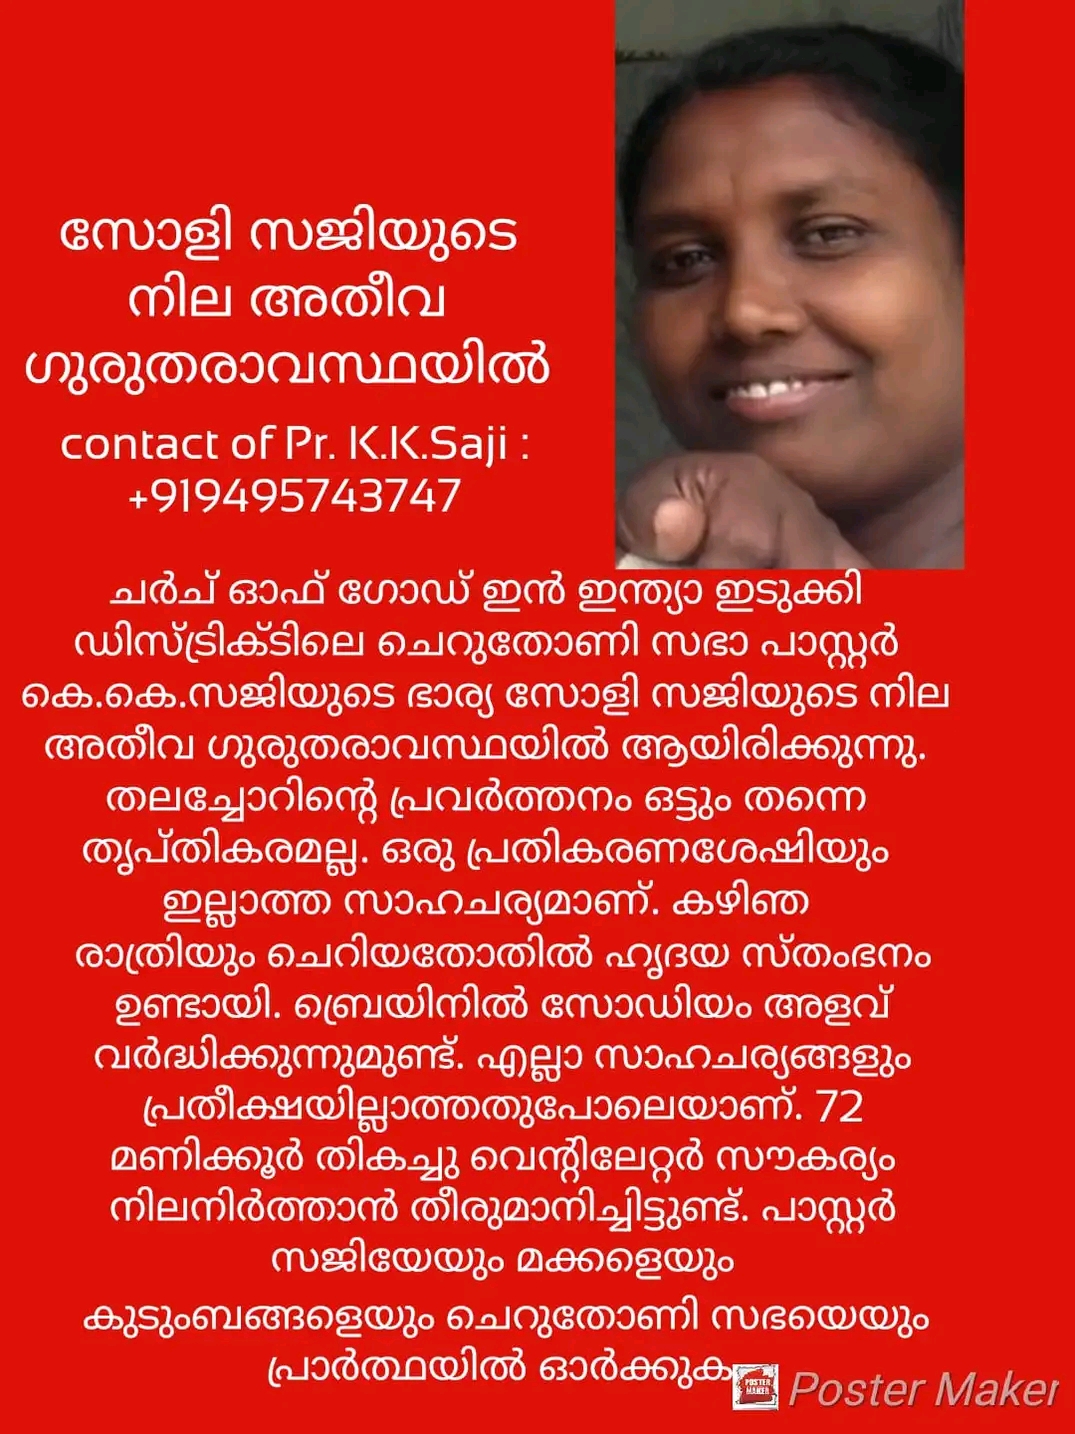 സോളി സജിയുടെ
നില അതീവ
ഗുരുതരാവസ്ഥയിൽ
contact of Pr. K.K.Saji :
+919495743747
ചർച് ഓഫ് ഗോഡ് ഇൻ ഇന്ത്യാ ഇടുക്കി
ഡിസ്ട്രിക്ടിലെ ചെറുതോണി സഭാ പാസ്റ്റർ
കെ.കെ.സജിയുടെ ഭാര്യ സോളി സജിയുടെ നില
അതീവ ഗുരുതരാവസ്ഥയിൽ ആയിരിക്കുന്നു.
തലച്ചോറിന്റെ പ്രവർത്തനം ഒട്ടും തന്നെ
തൃപ്തികരമല്ല. ഒരു പ്രതികരണശേഷിയും
ഇല്ലാത്ത സാഹചര്യമാണ്. കഴിഞ
രാത്രിയും ചെറിയതോതിൽ ഹൃദയ സ്തംഭനം
ഉണ്ടായി. ബ്രെയിനിൽ സോഡിയം അളവ്
വർദ്ധിക്കുന്നുമുണ്ട്. എല്ലാ സാഹചര്യങ്ങളും
പ്രതീക്ഷയില്ലാത്തതുപോലെയാണ്. 72
മണിക്കൂർ തികച്ചു വെന്റിലേറ്റർ സൗകര്യം
നിലനിർത്താൻ തീരുമാനിച്ചിട്ടുണ്ട്. പാസ്റ്റർ
സജിയേയും മക്കളെയും
കുടുംബങ്ങളെയും ചെറുതോണി സഭയെയും
പ്രാർത്ഥയിൽ ഓർക്കുക
POSTER MAKER Poster Maker